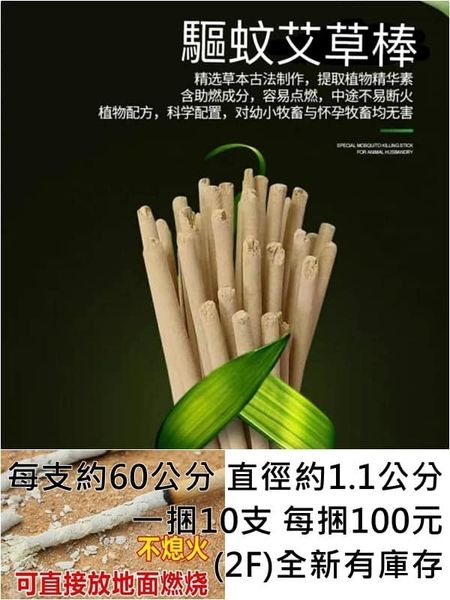 驅蚊艾草棒
精选草本古法制作，提取植物精华素
含助燃成分，容易点燃，中途不易断火
植物配方，科学配置，对幼小牧畜与怀孕牧畜均无害
SPECIAL MOSQUITO KILLING STICK
FOR ANIMAL HUSBANDRY
每支約60公分 直徑約1.1公分
一捆10支 每捆100元
不熄火
(2F)全新有庫存
可直接放地面燃烧